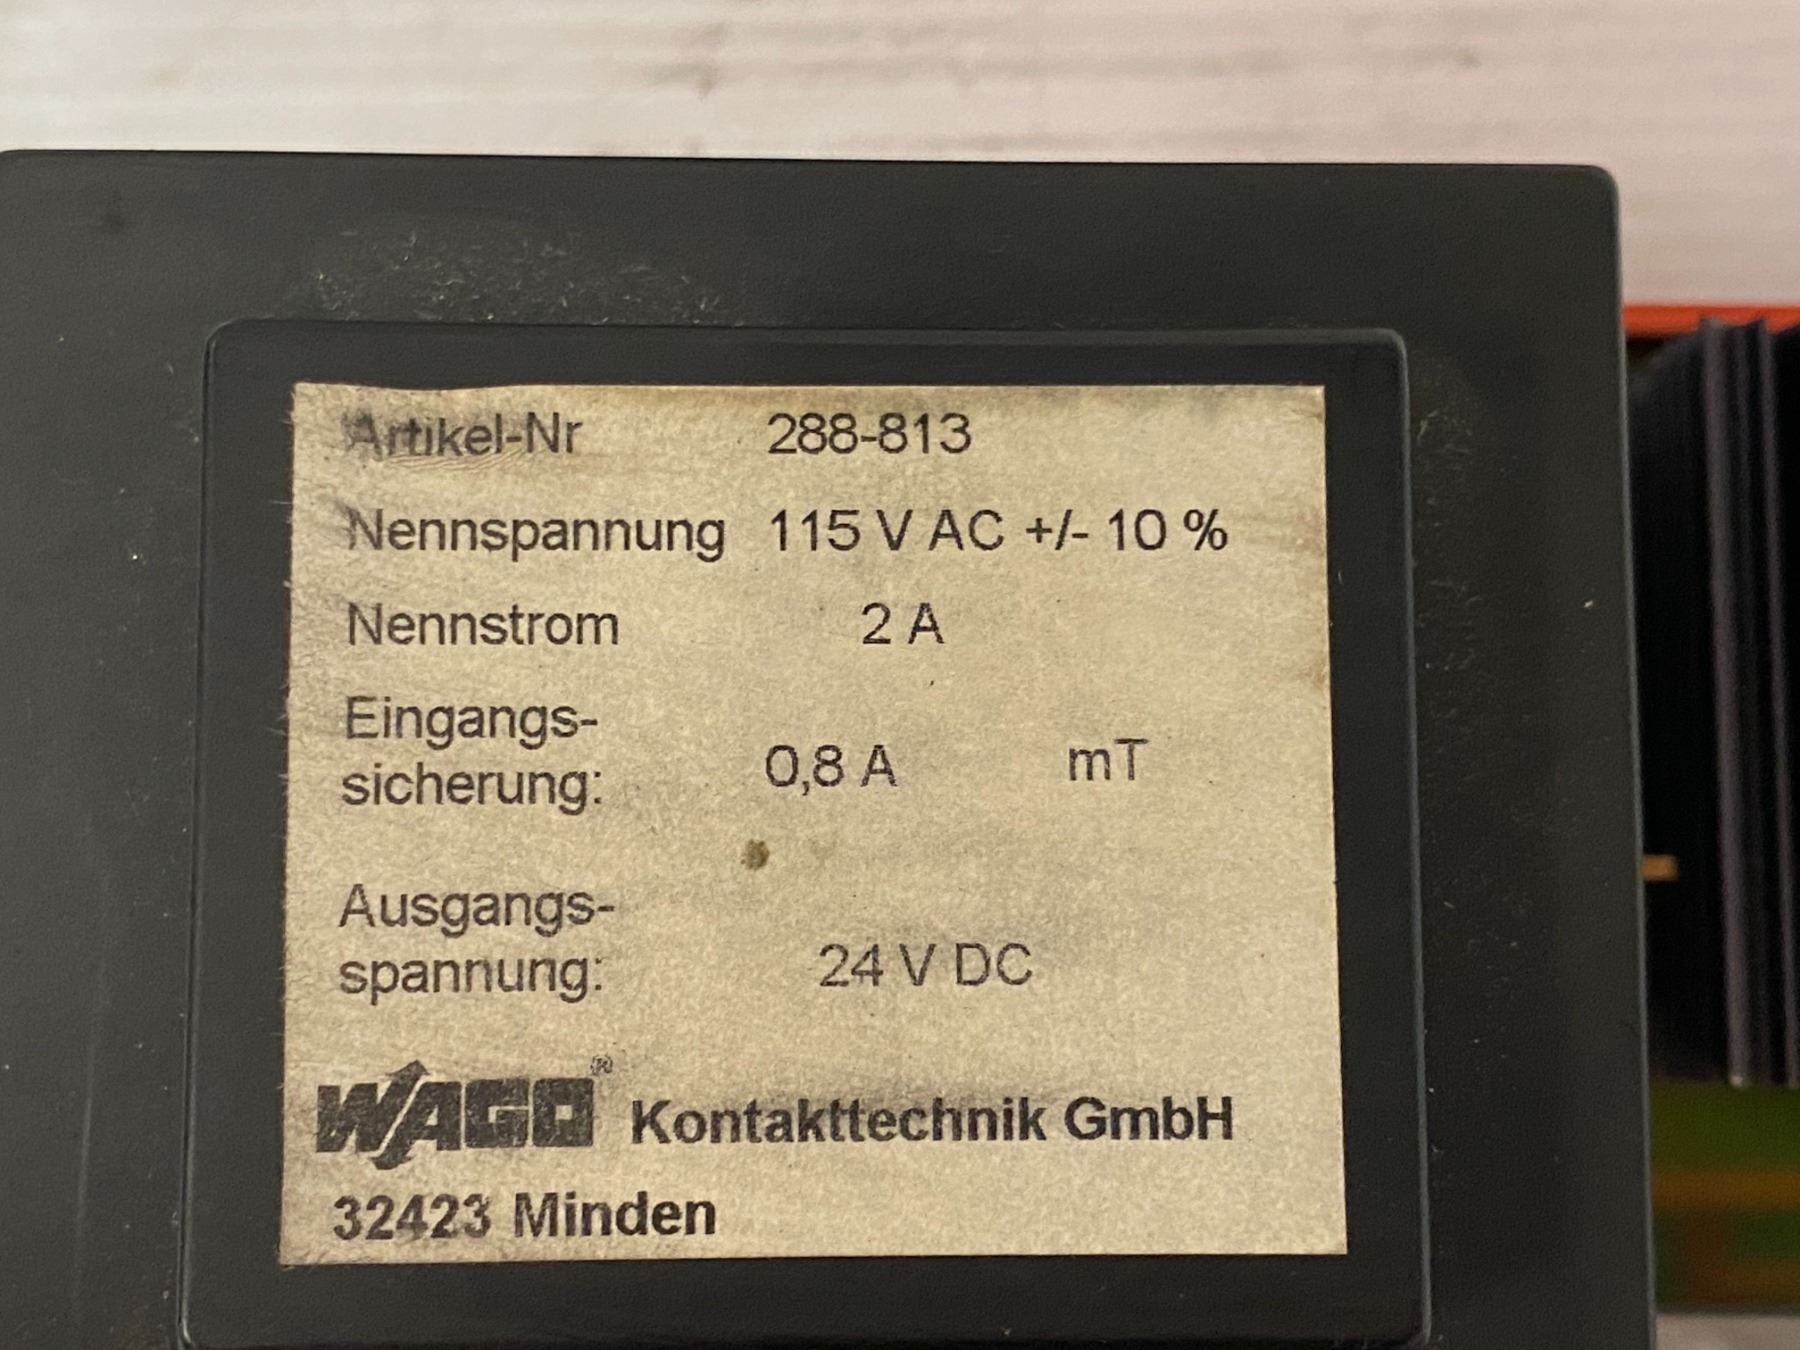 Artikel-Nr 288-813
Nennspannung 115 V AC +/- 10 %
Nennstrom 2 A
Eingangs-
sicherung: 0,8 A mT
Ausgangs-
spannung: 24 V DC
WAGO® Kontakttechnik GmbH
32423 Minden